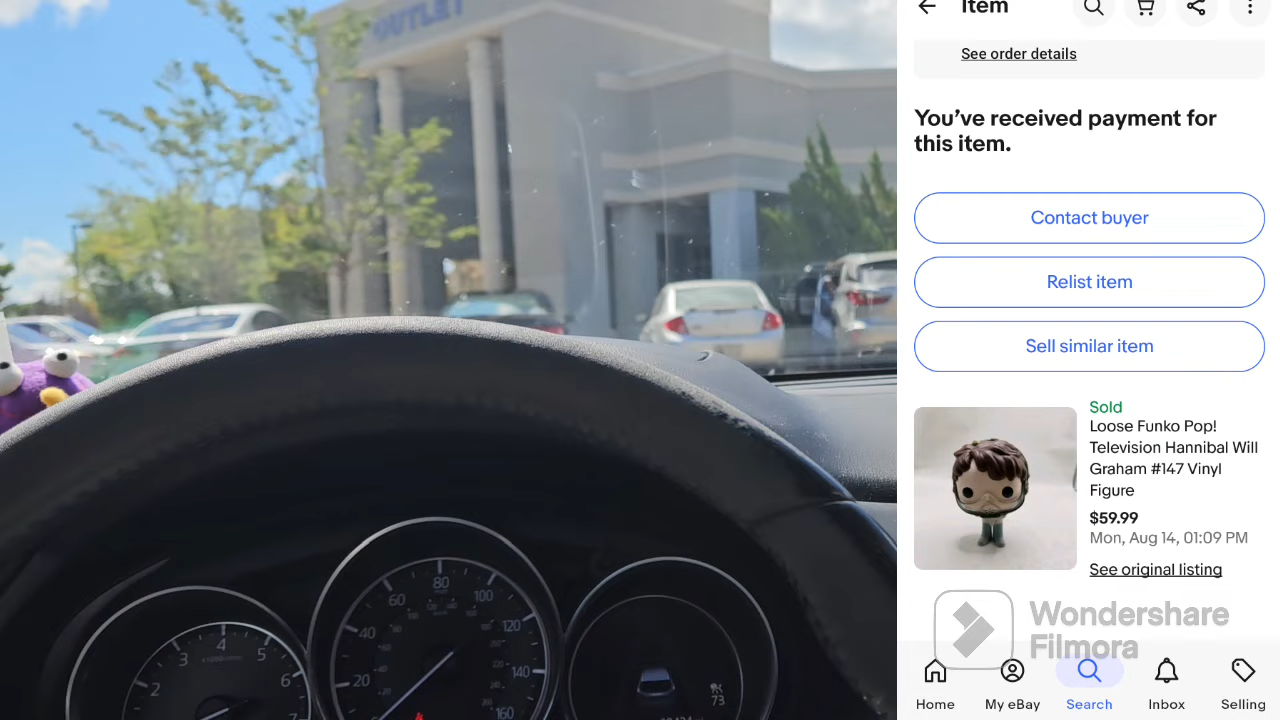 OUTLET
80
60
100
40
120
20
140
160
4
3
5
2
6
7
73
Item
See order details
You've received payment for
this item.
Contact buyer
Relist item
Sell similar item
Sold
Loose Funko Pop!
Television Hannibal Will
Graham #147 Vinyl
Figure
$59.99
Mon, Aug 14, 01:09 PM
See original listing
Wondershare
Filmora
Home
My eBay
Search
Inbox
Selling